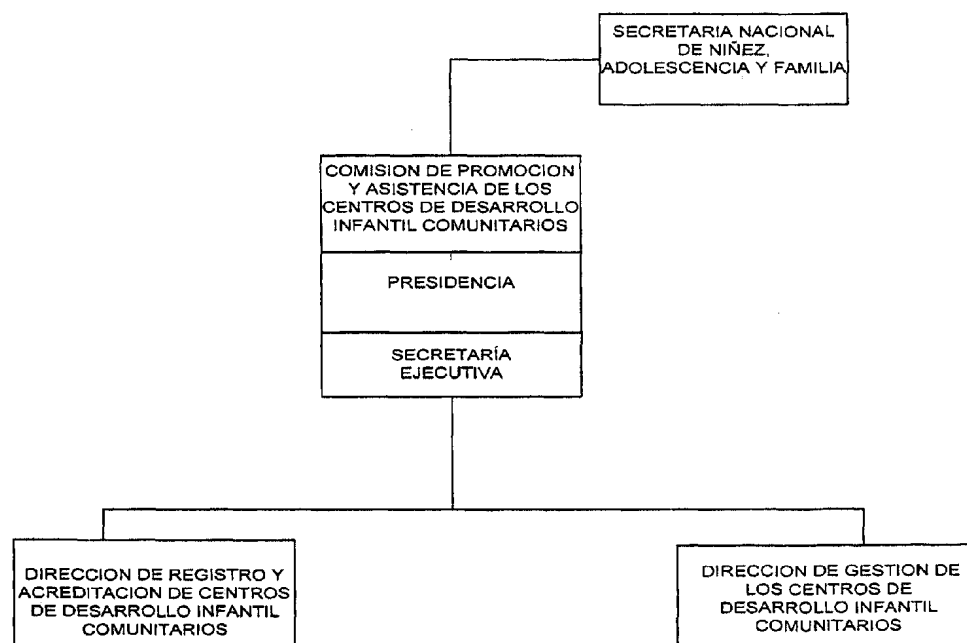 SECRETARIA NACIONAL
DE NIÑEZ,
ADOLESCENCIA Y FAMILIA
COMISION DE PROMOCION
Y ASISTENCIA DE LOS
CENTROS DE DESARROLLO
INFANTIL COMUNITARIOS
PRESIDENCIA
SECRETARÍA
EJECUTIVA
DIRECCION DE REGISTRO Y
ACREDITACION DE CENTROS
DE DESARROLLO INFANTIL
COMUNITARIOS
DIRECCION DE GESTION DE
LOS CENTROS DE
DESARROLLO INFANTIL
COMUNITARIOS